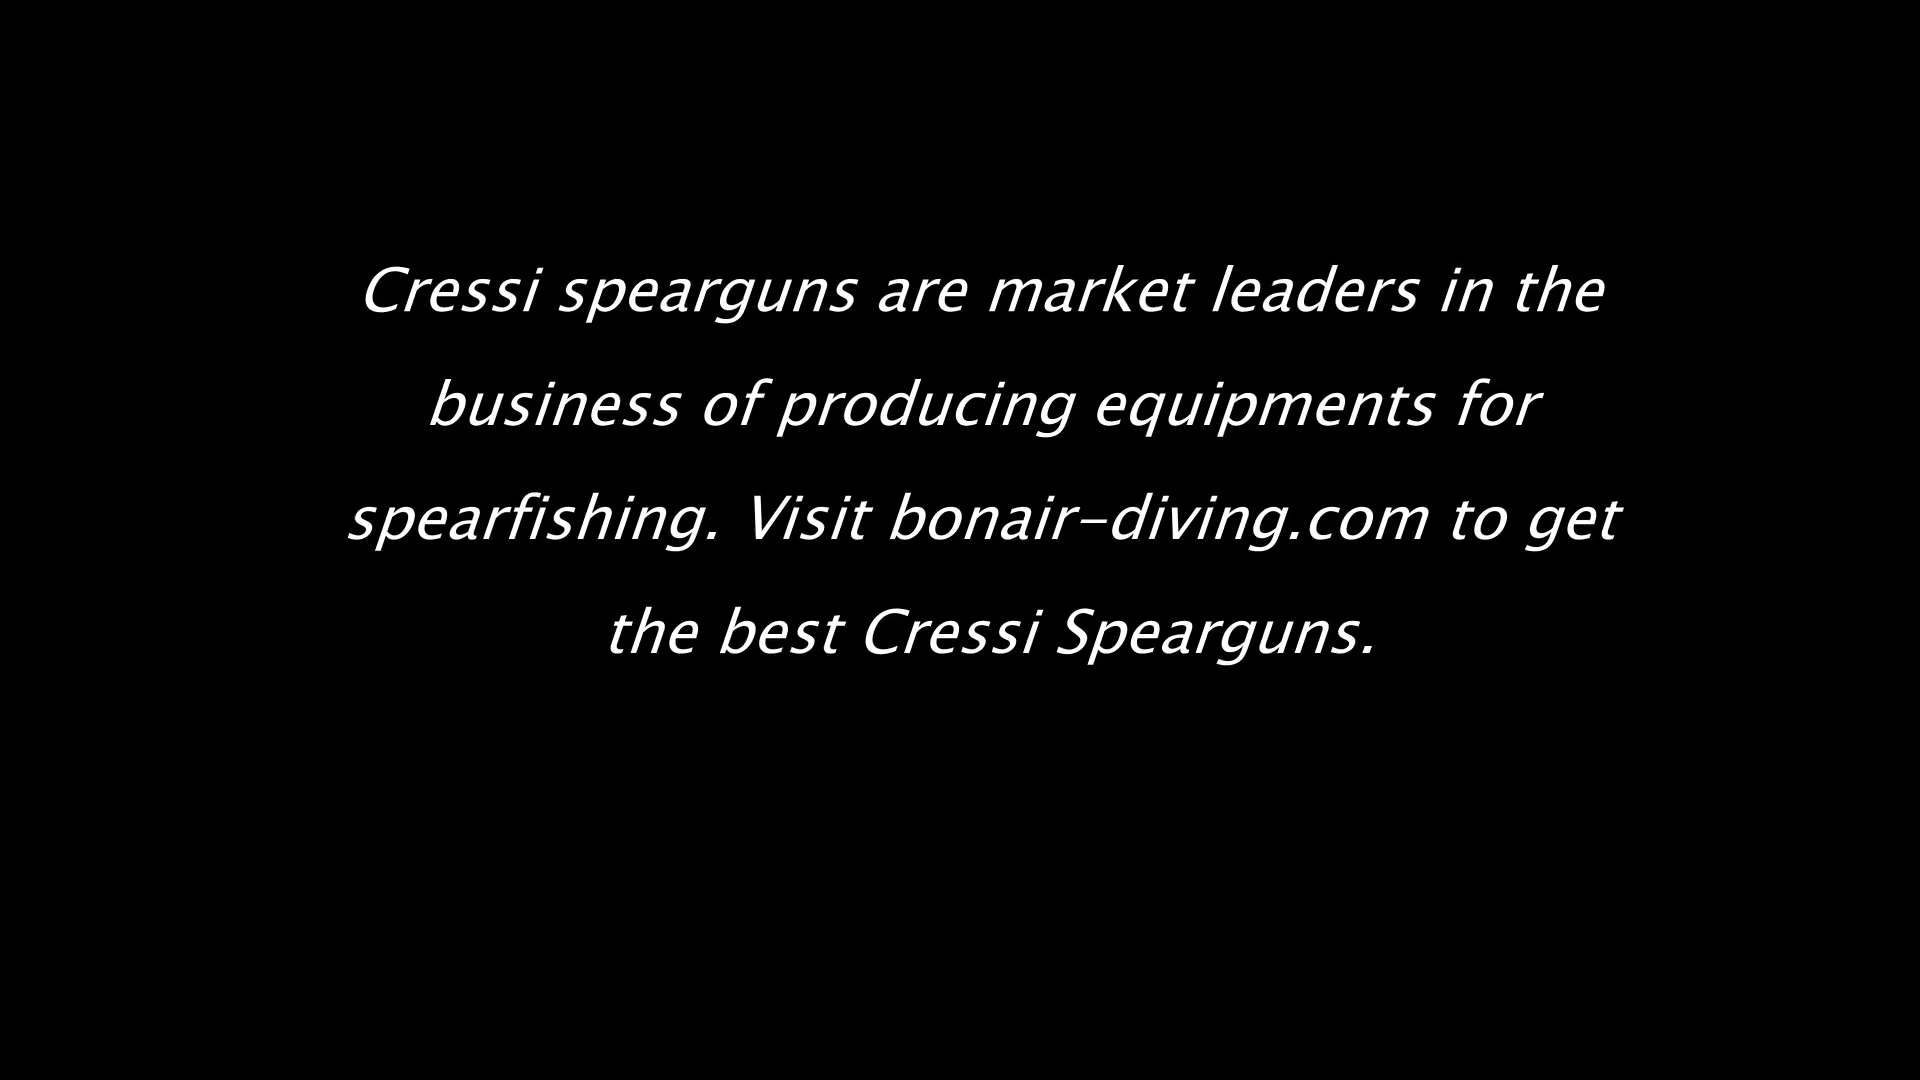 Cressi spearguns are market leaders in the
business of producing equipments for
spearfishing. Visit bonair-diving.com to get
the best Cressi Spearguns.